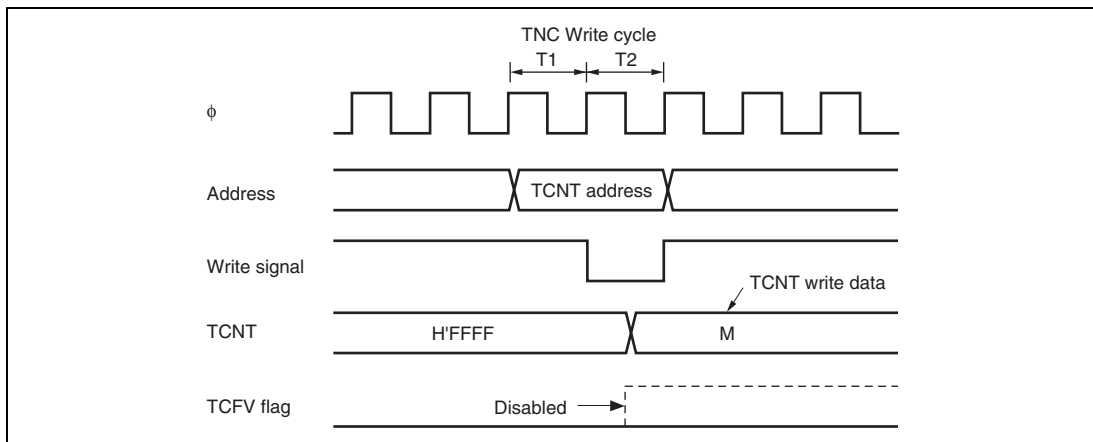 TNC Write cycle
T1 T2
ϕ
Address TCNT address
Write signal
TCNT write data
TCNT H'FFFF M
TCFV flag Disabled